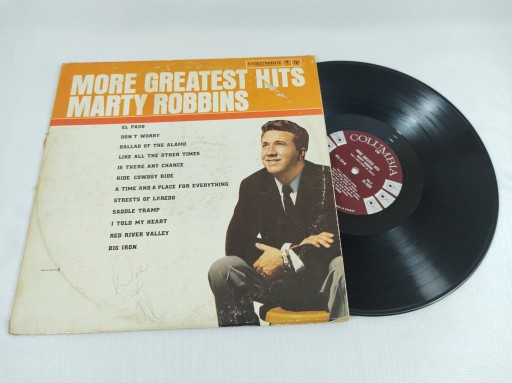 COLUMBIA
MORE GREATEST HITS
MARTY ROBBINS
EL PASO
DON'T WORRY
BALLAD OF THE ALAMO
LIKE ALL THE OTHER TIMES
IS THERE ANY CHANCE
RIDE COWBOY RIDE
A TIME AND A PLACE FOR EVERYTHING
STREETS OF LAREDO
SADDLE TRAMP
I TOLD MY HEART
RED RIVER VALLEY
BIG IRON
COLUMBIA